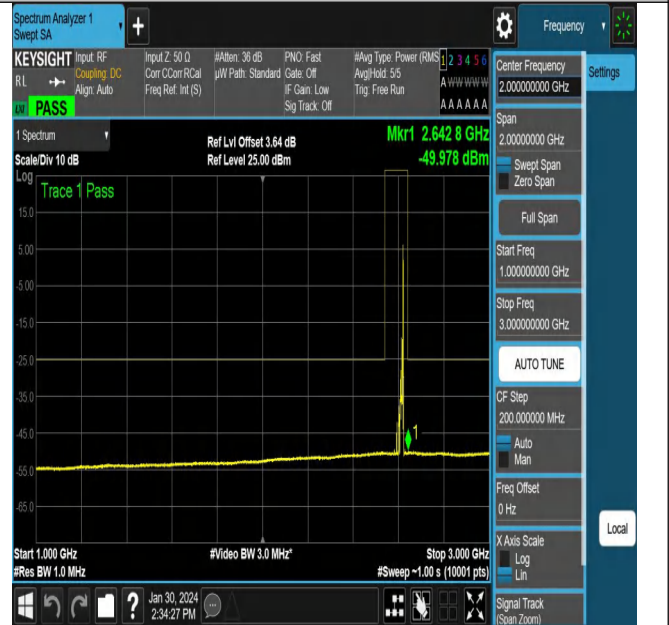 Spectrum Analyzer 1
Swept SA
+
Frequency
KEYSIGHT
RL
LXI PASS
Input: RF
Coupling: DC
Align: Auto
Input Z: 50 Ω
Corr CCorr RCal
Freq Ref: Int (S)
#Atten: 36 dB
µW Path: Standard
PNO: Fast
Gate: Off
IF Gain: Low
Sig Track: Off
#Avg Type: Power (RMS
Avg|Hold: 5/5
Trig: Free Run
1 2 3 4 5 6
A W W W W W
A A A A A A
1 Spectrum
Scale/Div 10 dB
Ref Lvl Offset 3.64 dB
Ref Level 25.00 dBm
Mkr1 2.642 8 GHz
-49.978 dBm
Log
Trace 1 Pass
15.0
5.00
-5.00
-15.0
-25.0
-35.0
-45.0
-55.0
-65.0
1
Start 1.000 GHz
#Res BW 1.0 MHz
#Video BW 3.0 MHz*
Stop 3.000 GHz
#Sweep ~1.00 s (10001 pts)
Center Frequency
2.000000000 GHz
Settings
Span
2.00000000 GHz
Swept Span
Zero Span
Full Span
Start Freq
1.000000000 GHz
Stop Freq
3.000000000 GHz
AUTO TUNE
CF Step
200.000000 MHz
Auto
Man
Freq Offset
0 Hz
X Axis Scale
Log
Lin
Local
Signal Track
(Span Zoom)
?
Jan 30, 2024
2:34:27 PM